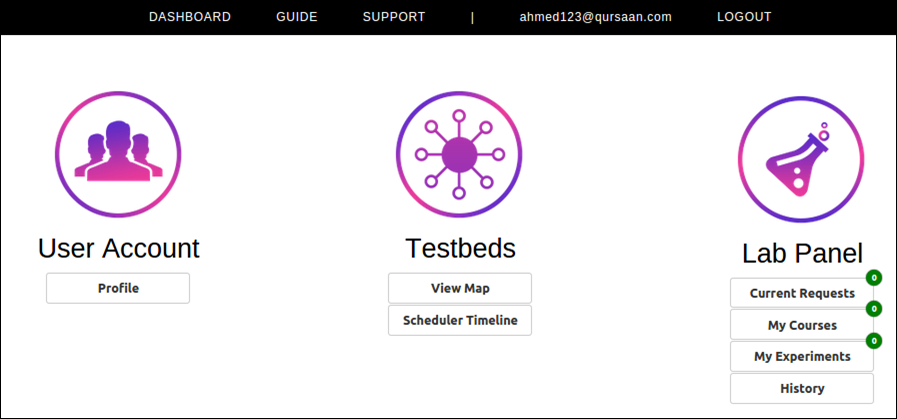 DASHBOARD GUIDE SUPPORT | ahmed123@qursaan.com LOGOUT
User Account
Profile
Testbeds
View Map
Scheduler Timeline
Lab Panel
0
Current Requests
0
My Courses
0
My Experiments
History